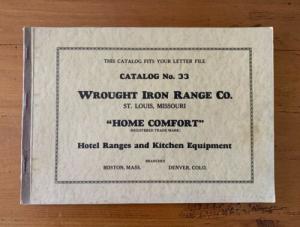 THIS CATALOG FITS YOUR LETTER FILE
CATALOG No. 33
WROUGHT IRON RANGE CO.
ST. LOUIS, MISSOURI
"HOME COMFORT"
(REGISTERED TRADE MARK)
Hotel Ranges and Kitchen Equipment
BRANCHES
BOSTON, MASS. DENVER, COLO.